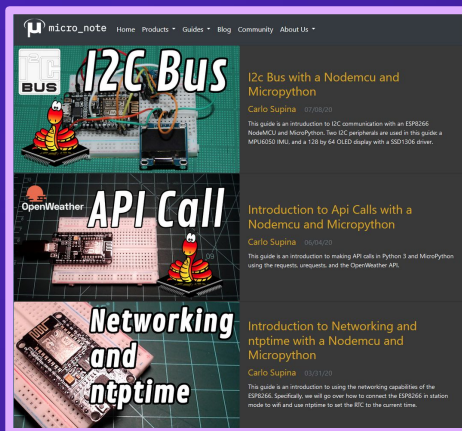 μ micro_note Home Products Guides Blog Community About Us
I2C
BUS
I2C Bus
I2c Bus with a Nodemcu and
Micropython
Carlo Supina 07/08/20
This guide is an introduction to I2C communication with an ESP8266
NodeMCU and MicroPython. Two I2C peripherals are used in this guide: a
MPU6050 IMU, and a 128 by 64 OLED display with a SSD1306 driver.
OpenWeather
API Call
Introduction to Api Calls with a
Nodemcu and Micropython
Carlo Supina 06/04/20
This guide is an introduction to making API calls in Python 3 and MicroPython
using the requests, urequests, and the OpenWeather API.
Networking
and
ntptime
Introduction to Networking and
ntptime with a Nodemcu and
Micropython
Carlo Supina 03/31/20
This guide is an introduction to using the networking capabilities of the
ESP8266. Specifically, we will go over how to connect the ESP8266 in station
mode to wifi and use ntptime to set the RTC to the current time.